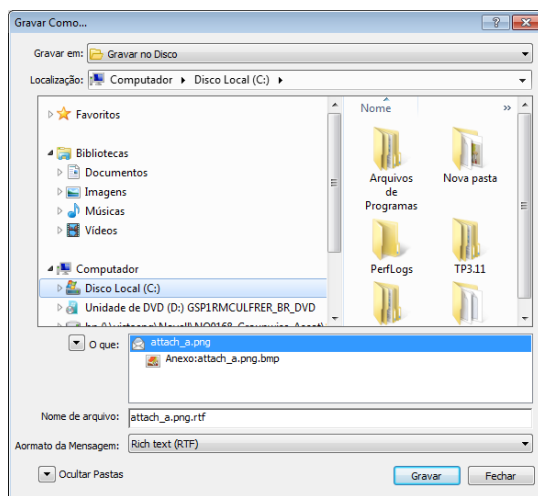 Gravar Como...
Gravar em: Gravar no Disco
Localização: Computador Disco Local (C:)
Favoritos
Bibliotecas
Documentos
Imagens
Músicas
Vídeos
Computador
Disco Local (C:)
Unidade de DVD (D:) GSP1RMCULFRER_BR_DVD
Nome »
Arquivos de Programas
Nova pasta
PerfLogs
TP3.11
O que: attach_a.png
Anexo:attach_a.png.bmp
Nome de arquivo: attach_a.png.rtf
Aormato da Mensagem: Rich text (RTF)
Ocultar Pastas
Gravar Fechar